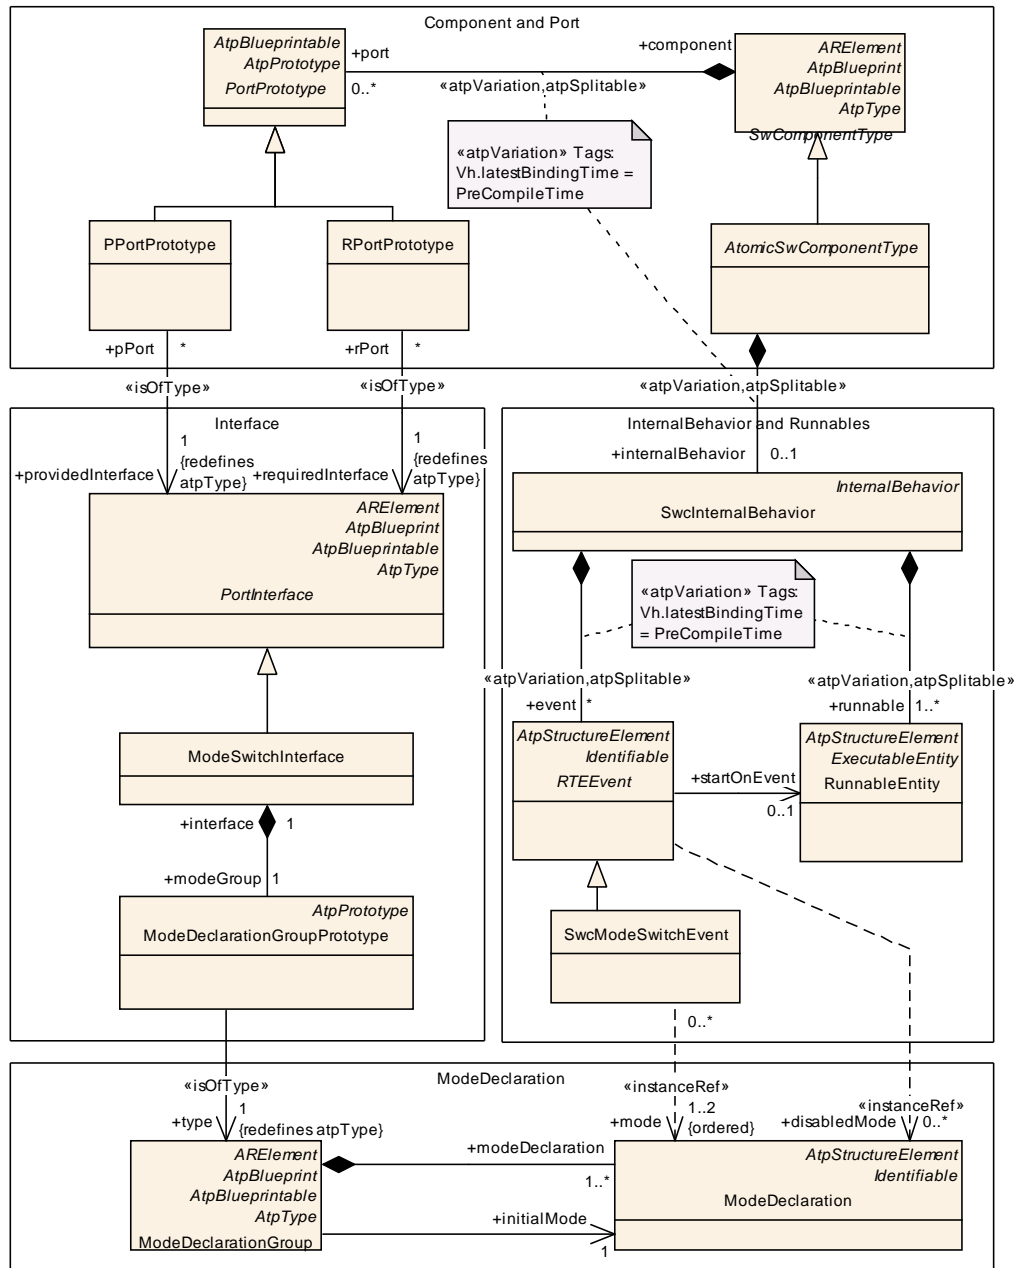 Component and Port
AtpBlueprintable
AtpPrototype
PortPrototype
+port
0..*
+component
«atpVariation,atpSplitable»
ARElement
AtpBlueprint
AtpBlueprintable
AtpType
SwComponentType
«atpVariation» Tags:
Vh.latestBindingTime =
PreCompileTime
PPortPrototype
RPortPrototype
AtomicSwComponentType
+pPort *
+rPort *
«isOfType»
«isOfType»
«atpVariation,atpSplitable»
Interface
InternalBehavior and Runnables
1
{redefines
atpType}
+providedInterface
1
{redefines
atpType}
+requiredInterface
+internalBehavior 0..1
ARElement
AtpBlueprint
AtpBlueprintable
AtpType
PortInterface
InternalBehavior
SwcInternalBehavior
«atpVariation» Tags:
Vh.latestBindingTime
= PreCompileTime
«atpVariation,atpSplitable»
+event *
«atpVariation,atpSplitable»
+runnable 1..*
ModeSwitchInterface
AtpStructureElement
Identifiable
RTEEvent
+startOnEvent
0..1
AtpStructureElement
ExecutableEntity
RunnableEntity
+interface 1
+modeGroup 1
AtpPrototype
ModeDeclarationGroupPrototype
SwcModeSwitchEvent
0..*
ModeDeclaration
«isOfType»
+type
1
{redefines atpType}
«instanceRef»
+mode
1..2
{ordered}
«instanceRef»
+disabledMode 0..*
ARElement
AtpBlueprint
AtpBlueprintable
AtpType
ModeDeclarationGroup
+modeDeclaration
1..*
+initialMode
1
AtpStructureElement
Identifiable
ModeDeclaration